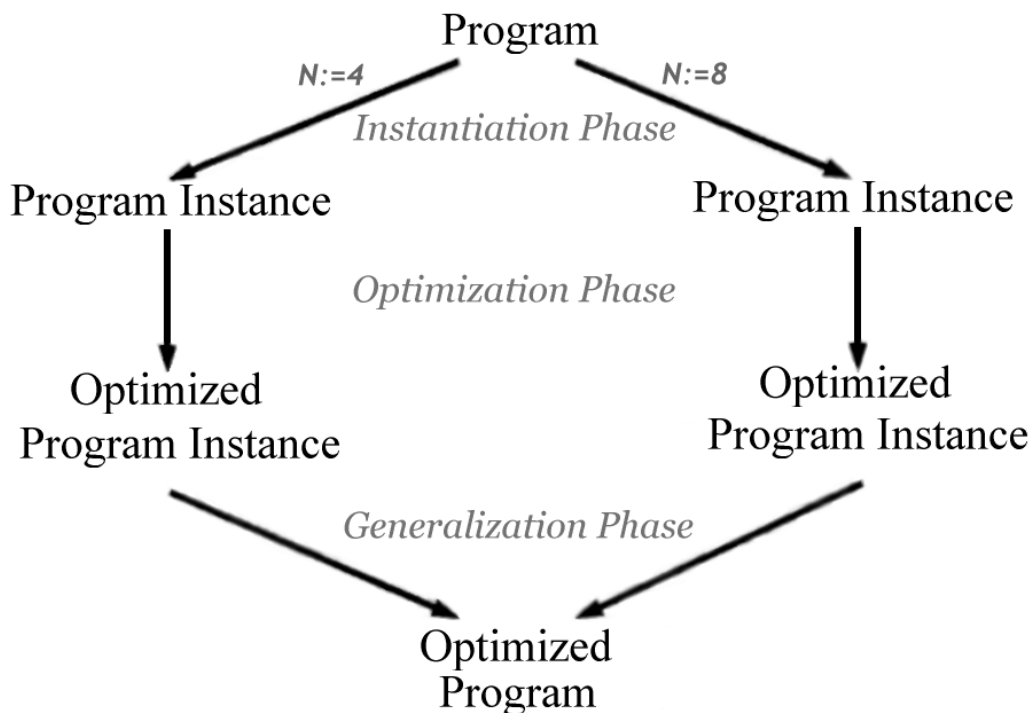 Program
N:=4
N:=8
Instantiation Phase
Program Instance
Program Instance
Optimization Phase
Optimized
Program Instance
Optimized
Program Instance
Generalization Phase
Optimized
Program